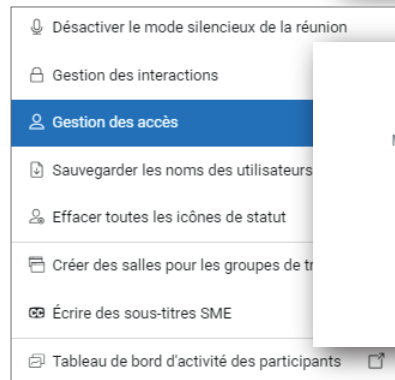 Désactiver le mode silencieux de la réunion
Gestion des interactions
Gestion des accès
Sauvegarder les noms des utilisateurs
Effacer toutes les icônes de statut
Créer des salles pour les groupes de
CC Écrire des sous-titres SME
Tableau de bord d'activité des participants